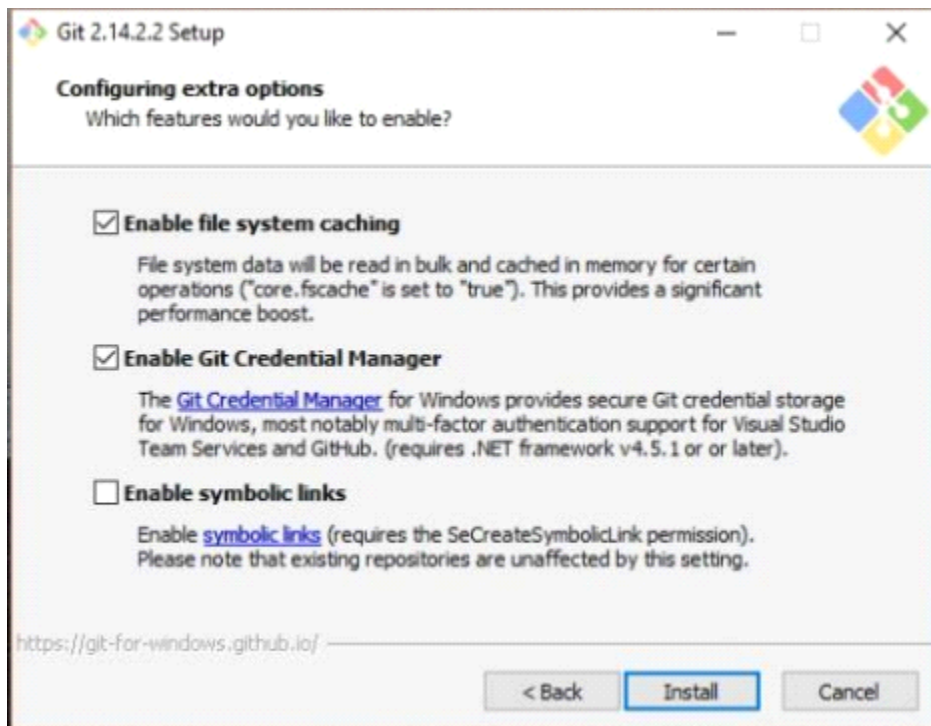 Git 2.14.2.2 Setup
Configuring extra options
Which features would you like to enable?
Enable file system caching
File system data will be read in bulk and cached in memory for certain
operations ("core.fscache" is set to "true"). This provides a significant
performance boost.
Enable Git Credential Manager
The Git Credential Manager for Windows provides secure Git credential storage
for Windows, most notably multi-factor authentication support for Visual Studio
Team Services and GitHub. (requires .NET framework v4.5.1 or or later).
Enable symbolic links
Enable symbolic links (requires the SeCreateSymbolicLink permission).
Please note that existing repositories are unaffected by this setting.
https://git-for-windows.github.io/
< Back Install Cancel